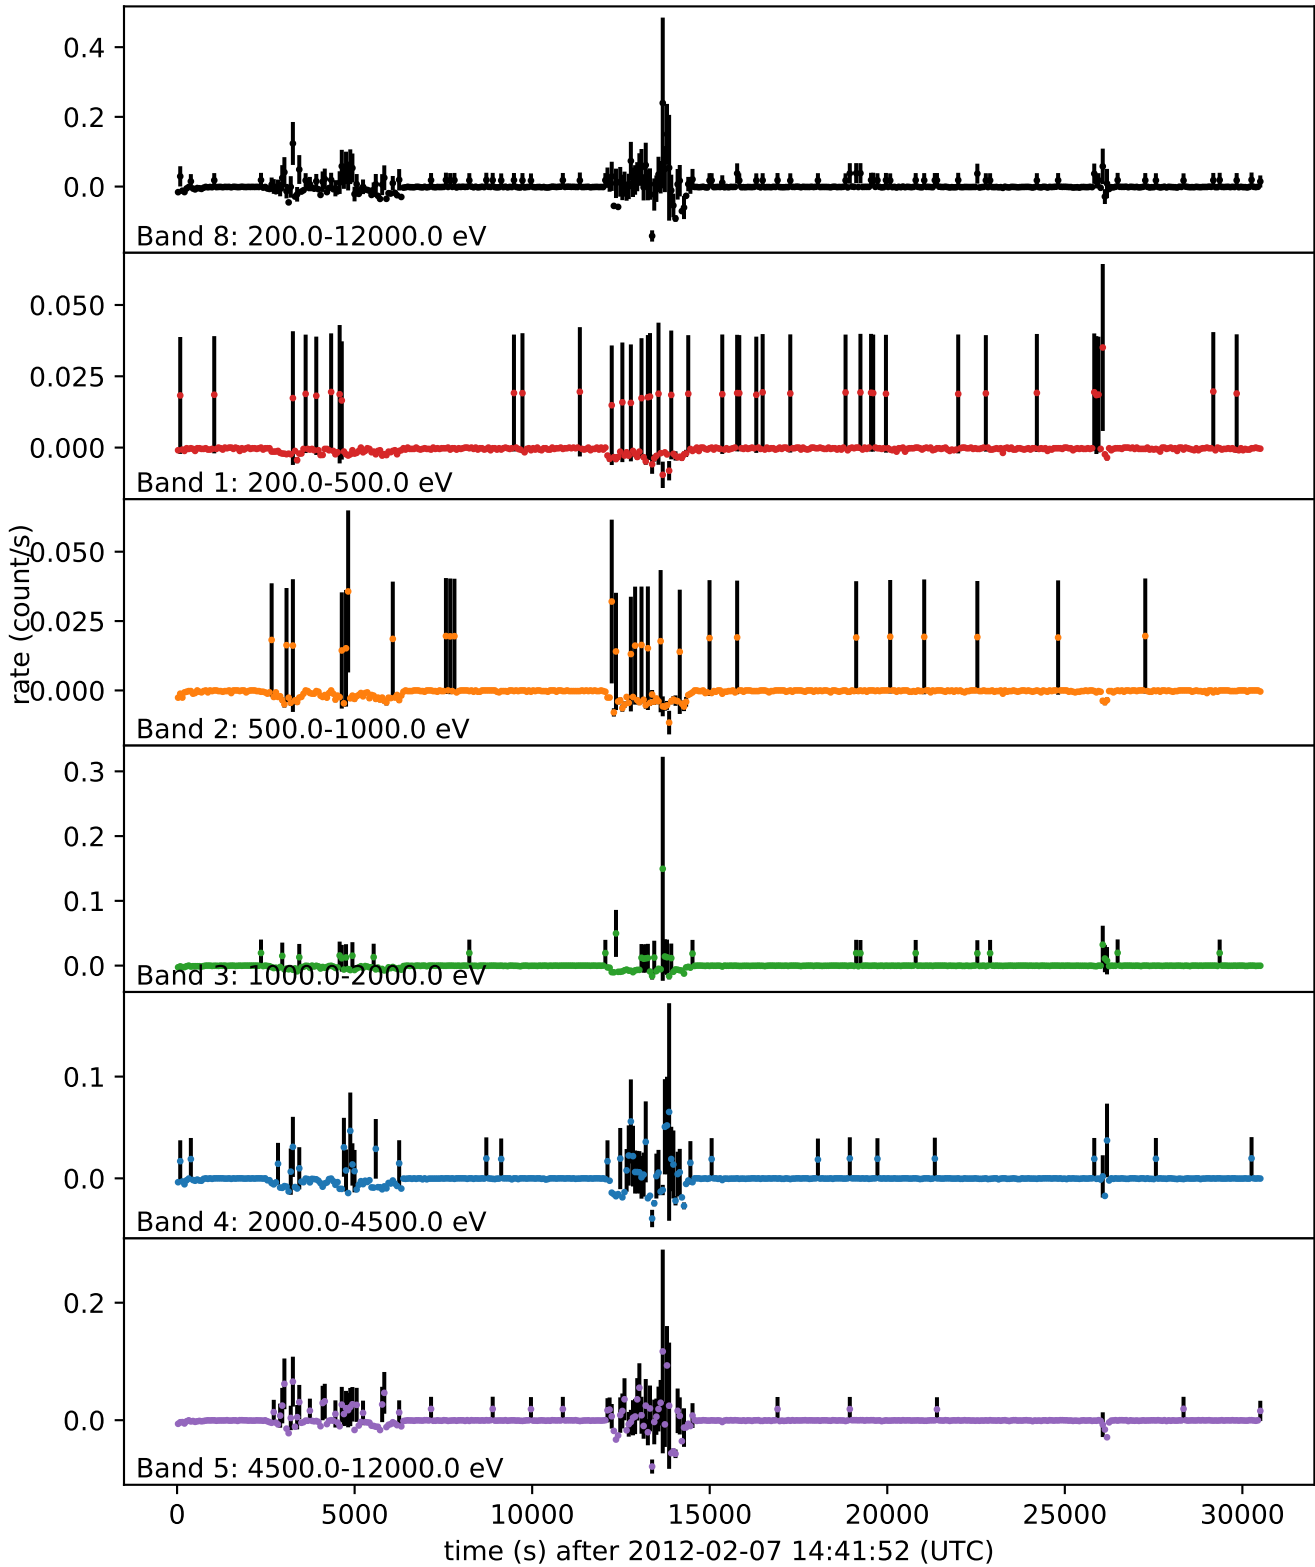 0.4
0.2
0.0
Band 8: 200.0-12000.0 eV
0.050
0.025
0.000
Band 1: 200.0-500.0 eV
rate (count/s)
0.050
0.025
0.000
Band 2: 500.0-1000.0 eV
0.3
0.2
0.1
0.0
Band 3: 1000.0-2000.0 eV
0.1
0.0
Band 4: 2000.0-4500.0 eV
0.2
0.0
Band 5: 4500.0-12000.0 eV
0 5000 10000 15000 20000 25000 30000
time (s) after 2012-02-07 14:41:52 (UTC)